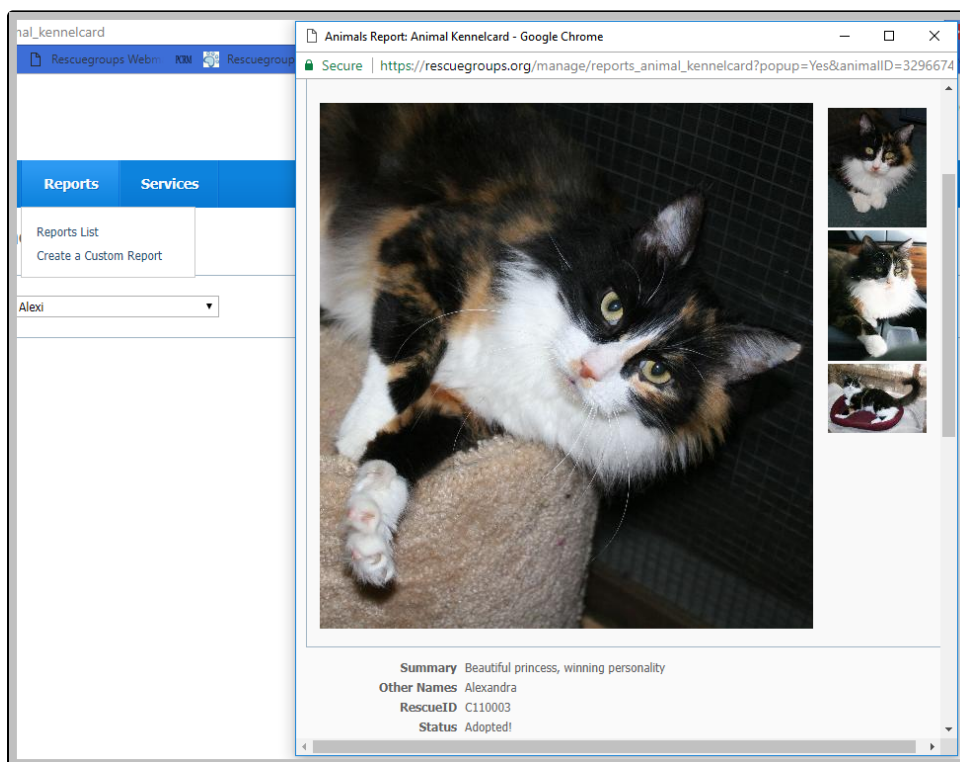 nal_kennelcard
Rescuegroups Webm
Rescuegroup
Reports
Services
Reports List
Create a Custom Report
Alexi
Animals Report: Animal Kennelcard - Google Chrome
Secure | https://rescuegroups.org/manage/reports_animal_kennelcard?popup=Yes&animalID=3296674
Summary Beautiful princess, winning personality
Other Names Alexandra
RescueID C110003
Status Adopted!